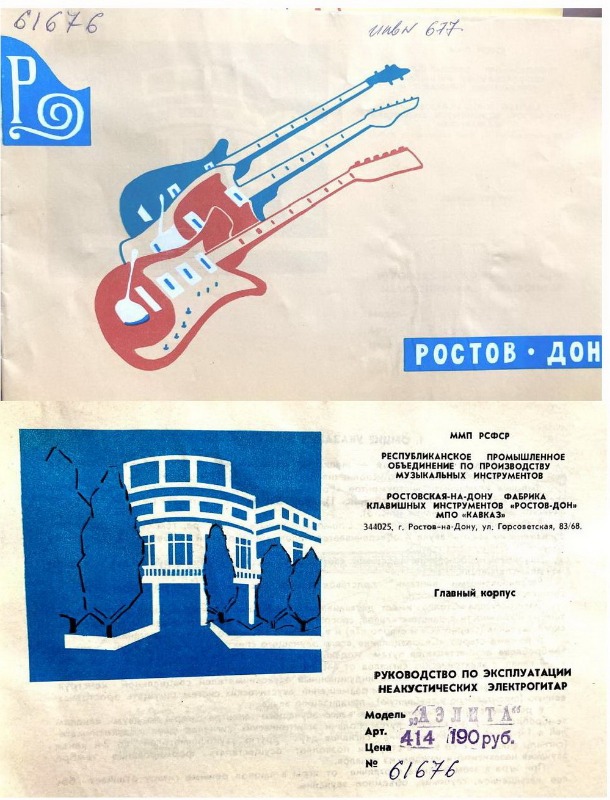 61676
инв № 677
Р
РОСТОВ · ДОН
ММП РСФСР
РЕСПУБЛИКАНСКОЕ ПРОМЫШЛЕННОЕ
ОБЪЕДИНЕНИЕ ПО ПРОИЗВОДСТВУ
МУЗЫКАЛЬНЫХ ИНСТРУМЕНТОВ
РОСТОВСКАЯ-НА-ДОНУ ФАБРИКА
КЛАВИШНЫХ ИНСТРУМЕНТОВ «РОСТОВ-ДОН»
МПО «КАВКАЗ»
344025, г. Ростов-на-Дону, ул. Горсоветская, 83/68.
Главный корпус
РУКОВОДСТВО ПО ЭКСПЛУАТАЦИИ
НЕАКУСТИЧЕСКИХ ЭЛЕКТРОГИТАР
Модель „АЭЛИТА“
Арт. 414
Цена 190 руб.
№ 61676